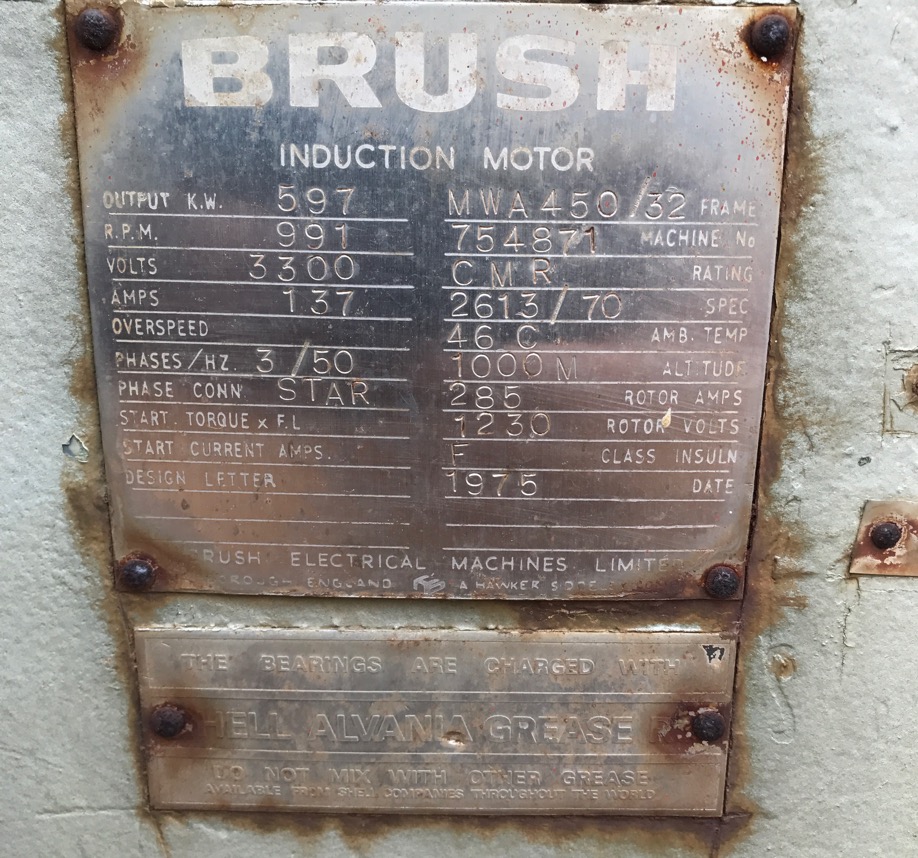 BRUSH
INDUCTION MOTOR
OUTPUT K.W. 597
R.P.M. 991
VOLTS 3300
AMPS 137
OVERSPEED
PHASES/HZ. 3/50
PHASE CONN STAR
START. TORQUE x F.L
START CURRENT AMPS.
DESIGN LETTER
MWA450/32 FRAME
754871 MACHINE No
CMR RATING
2613/70 SPEC
46 C AMB. TEMP
1000M ALTITUDE
285 ROTOR AMPS
1230 ROTOR VOLTS
F CLASS INSULN
1975 DATE
BRUSH ELECTRICAL MACHINES LIMITED
ENGLAND A HAWKER
THE BEARINGS ARE CHARGED WITH
SHELL ALVANIA GREASE
DO NOT MIX WITH OTHER GREASE
AVAILABLE FROM SHELL COMPANIES THROUGHOUT THE WORLD